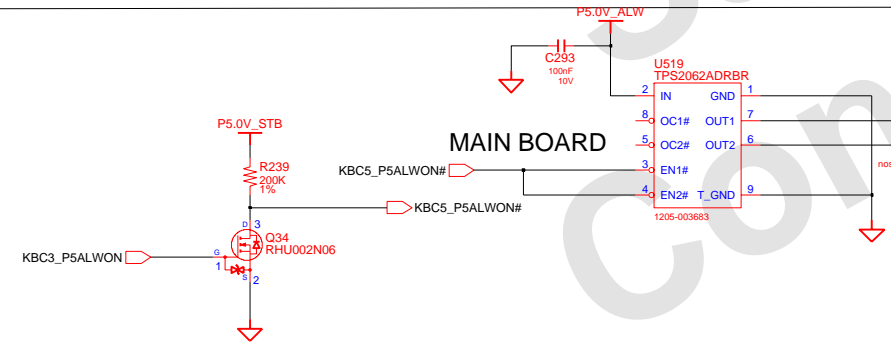 P5.0V_ALW
C293
100nF
10V
U519
TPS2062ADRBR
2 IN GND 1
8 OC1# OUT1 7
5 OC2# OUT2 6
3 EN1#
4 EN2# T_GND 9
1205-003683
nos
MAIN BOARD
KBC5_P5ALWON#
P5.0V_STB
R239
200K
1%
KBC5_P5ALWON#
D 3
Q34
RHU002N06
KBC3_P5ALWON
G
1
S
2
Con